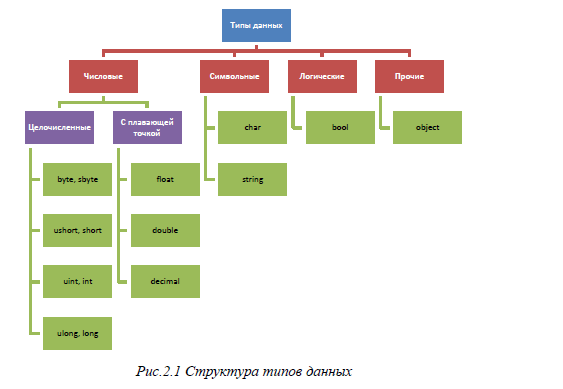 Типы данных
Числовые
Символьные
Логические
Прочие
Целочисленные
С плавающей
точкой
char
bool
object
byte, sbyte
float
string
ushort, short
double
uint, int
decimal
ulong, long
Рис.2.1 Структура типов данных